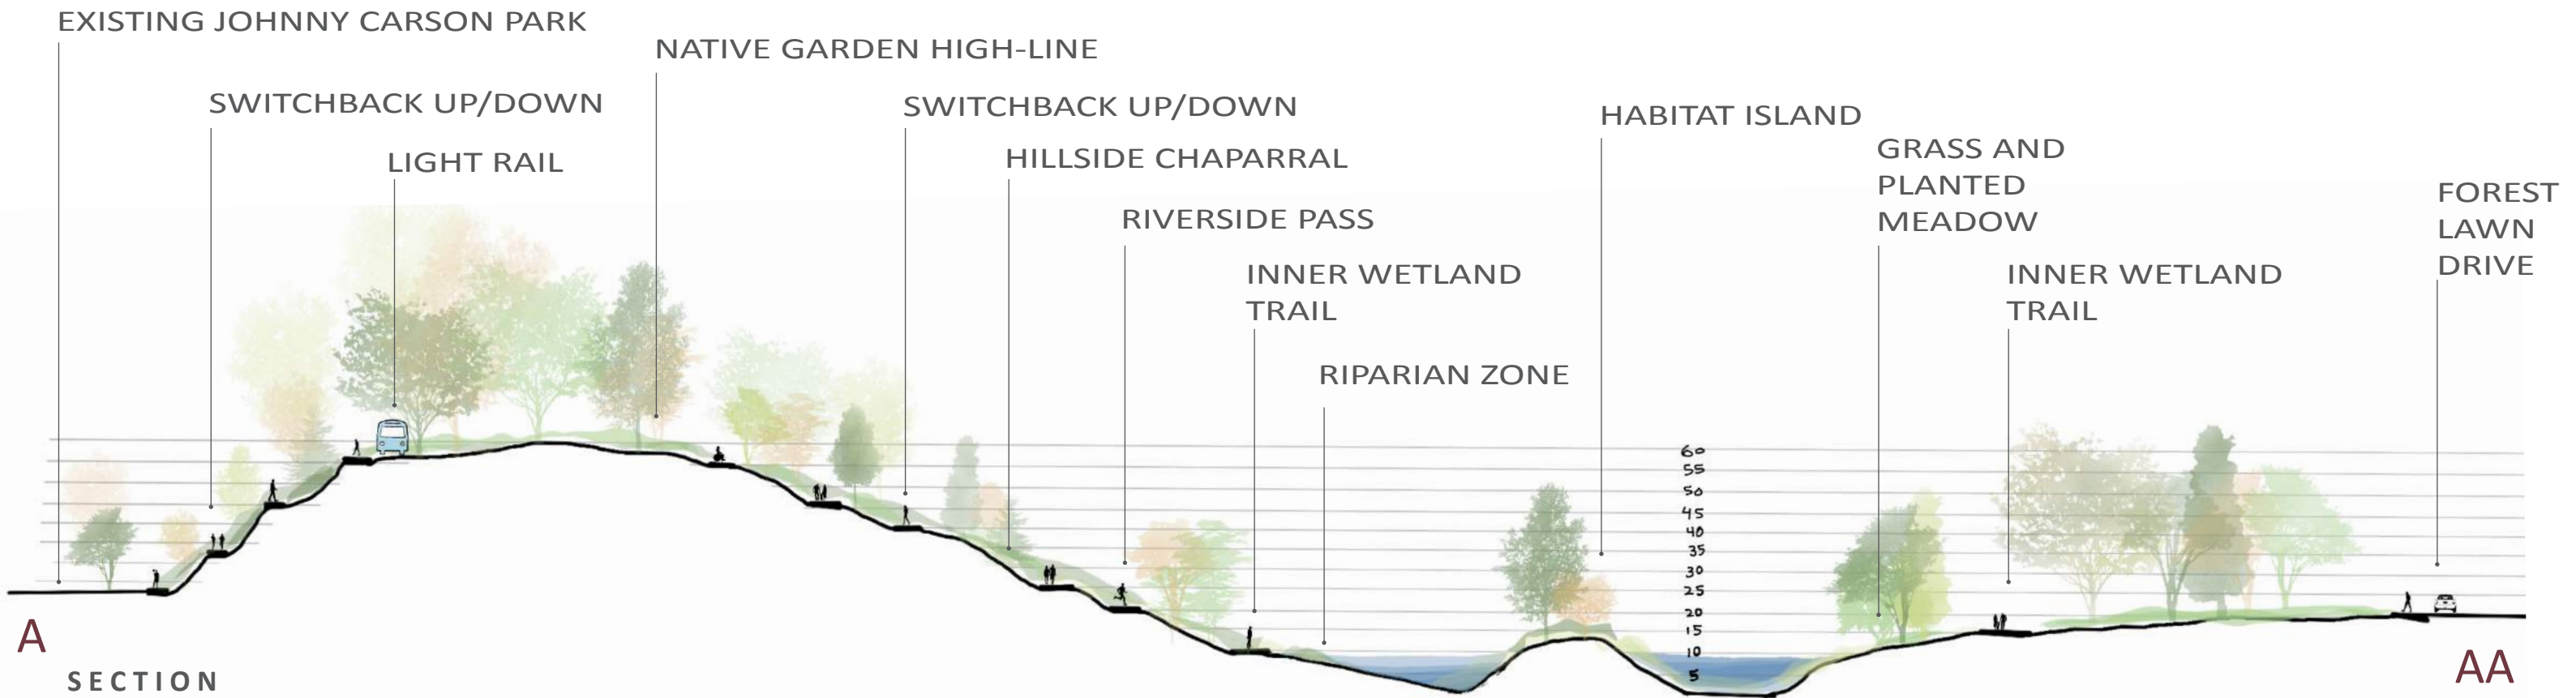 EXISTING JOHNNY CARSON PARK
NATIVE GARDEN HIGH-LINE
SWITCHBACK UP/DOWN
SWITCHBACK UP/DOWN
HABITAT ISLAND
LIGHT RAIL
HILLSIDE CHAPARRAL
GRASS AND
PLANTED
MEADOW
FOREST
LAWN
DRIVE
RIVERSIDE PASS
INNER WETLAND
TRAIL
INNER WETLAND
TRAIL
RIPARIAN ZONE
60
55
50
45
40
35
30
25
20
15
10
5
A
AA
SECTION